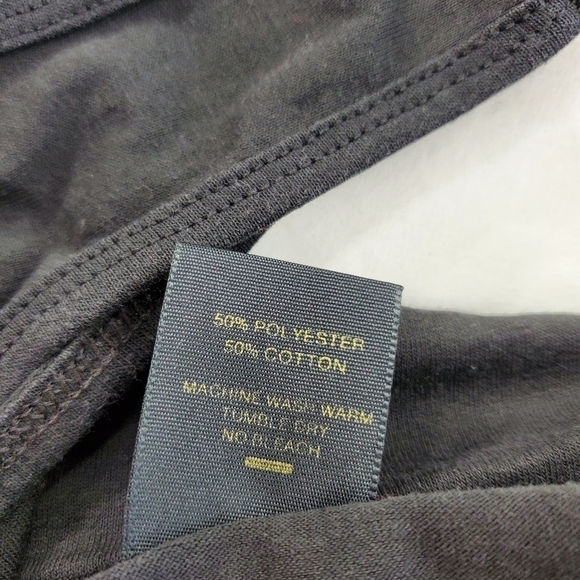 50% POLYESTER
50% COTTON
MACHINE WASH WARM
TUMBLE DRY
NO BLEACH